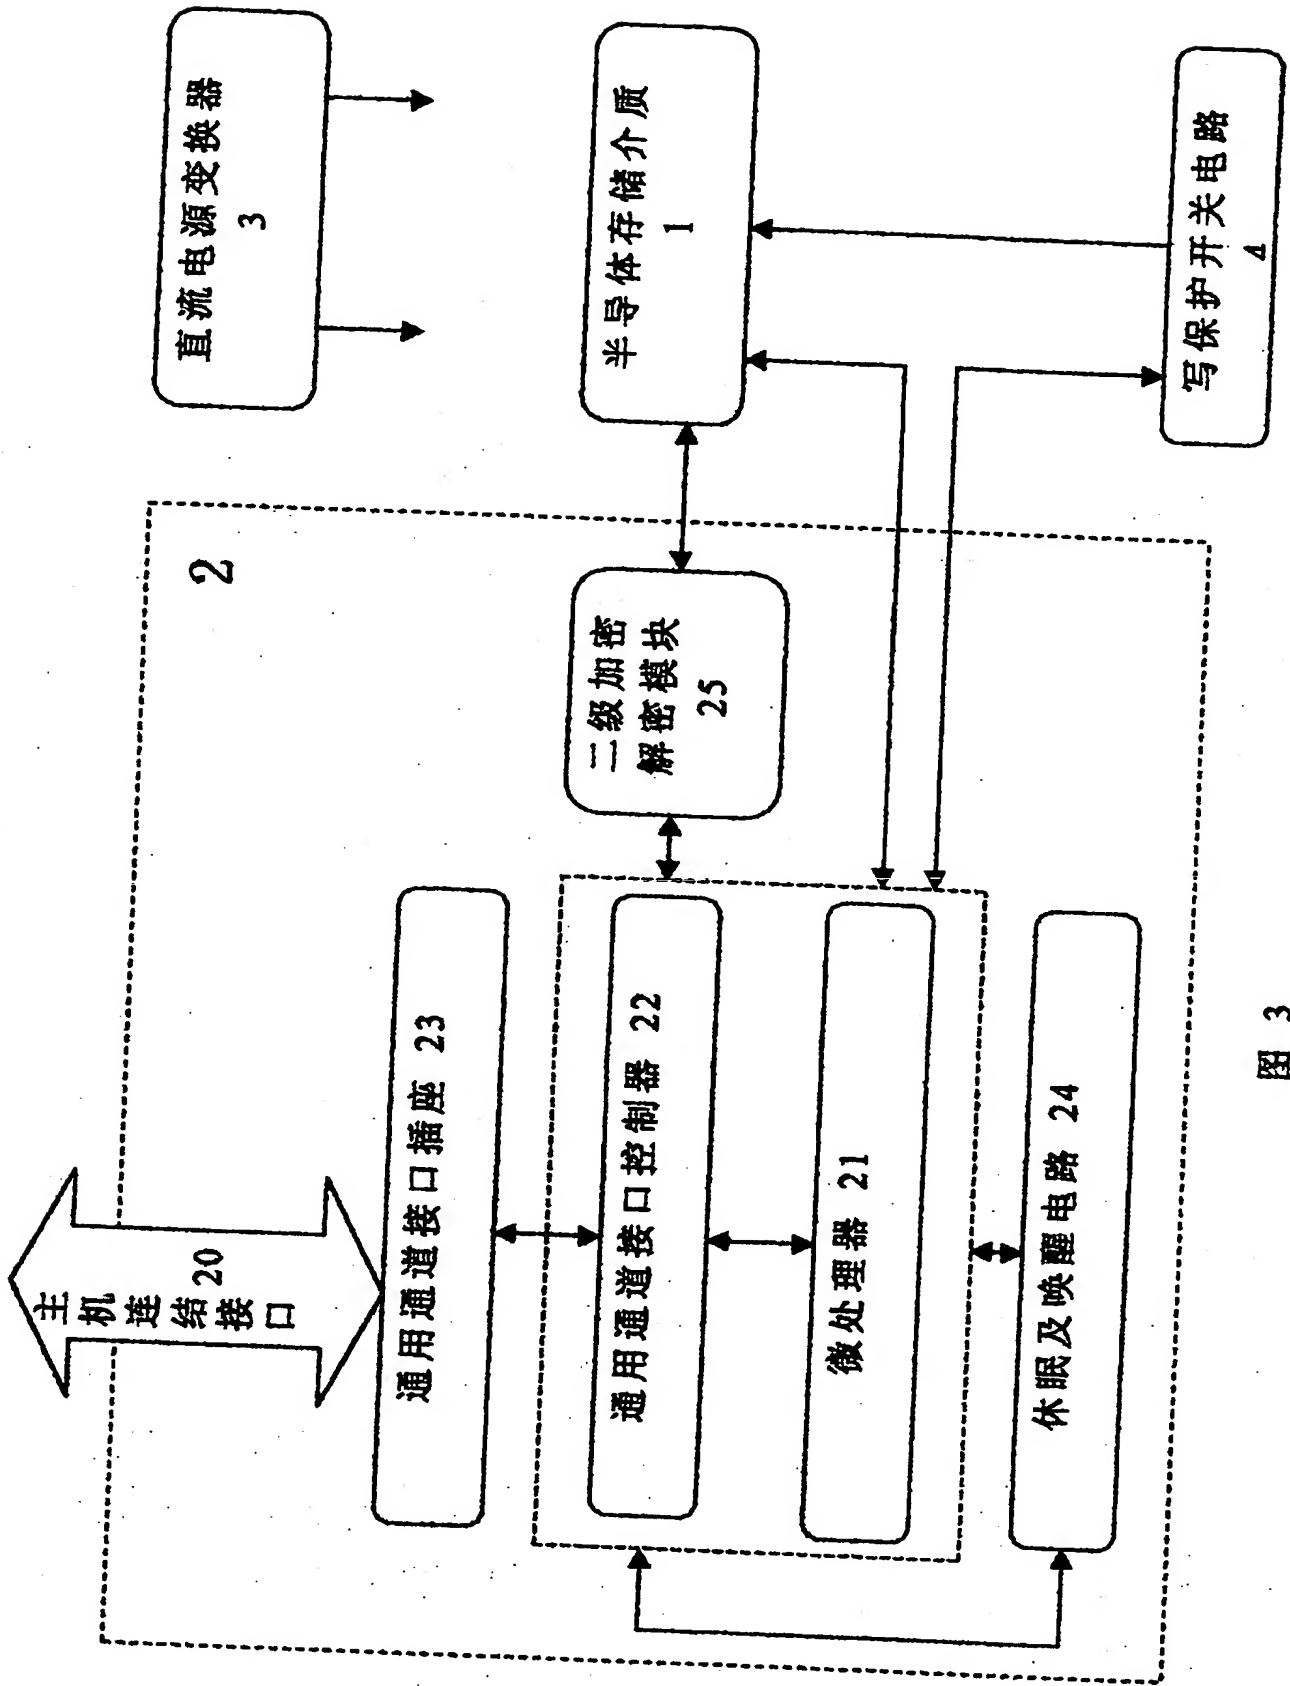 直流电源变换器
3
半导体存储介质
1
写保护开关电路
4
2
二级加密
解密模块
25
主机连结接口
20
通用通道接口插座 23
通用通道接口控制器 22
微处理器 21
休眠及唤醒电路 24
图 3